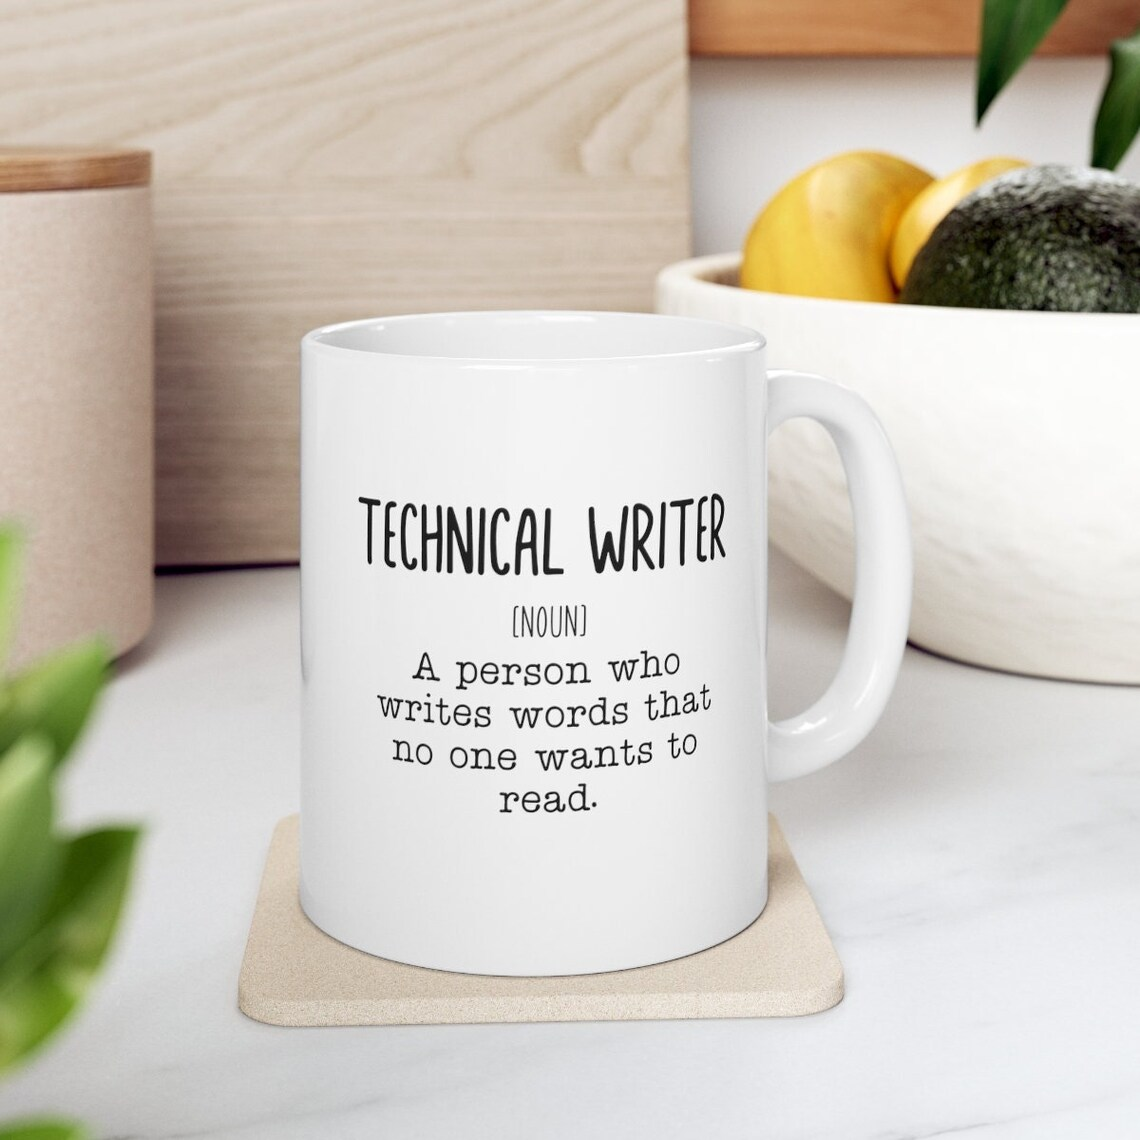 TECHNICAL WRITER
[NOUN]
A person who
writes words that
no one wants to
read.